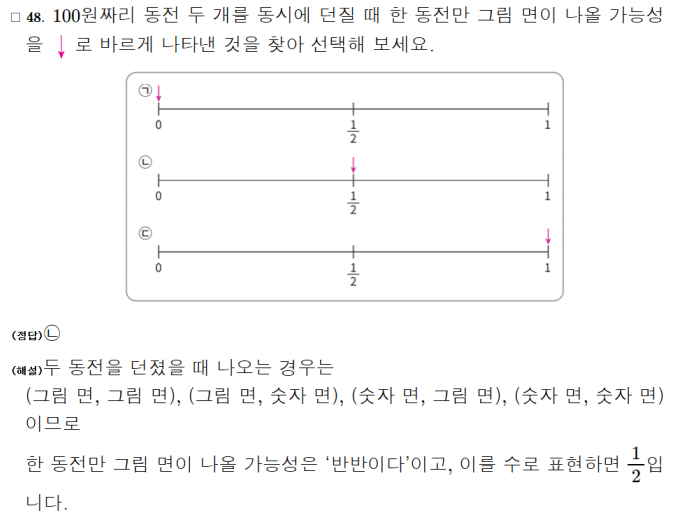 □ 48. 100원짜리 동전 두 개를 동시에 던질 때 한 동전만 그림 면이 나올 가능성
을 ↓ 로 바르게 나타낸 것을 찾아 선택해 보세요.
㉠
0 1/2 1
㉡
0 1/2 1
㉢
0 1/2 1
(정답)㉡
(해설)두 동전을 던졌을 때 나오는 경우는
(그림 면, 그림 면), (그림 면, 숫자 면), (숫자 면, 그림 면), (숫자 면, 숫자 면)
이므로
한 동전만 그림 면이 나올 가능성은 ‘반반이다’이고, 이를 수로 표현하면 1/2입
니다.